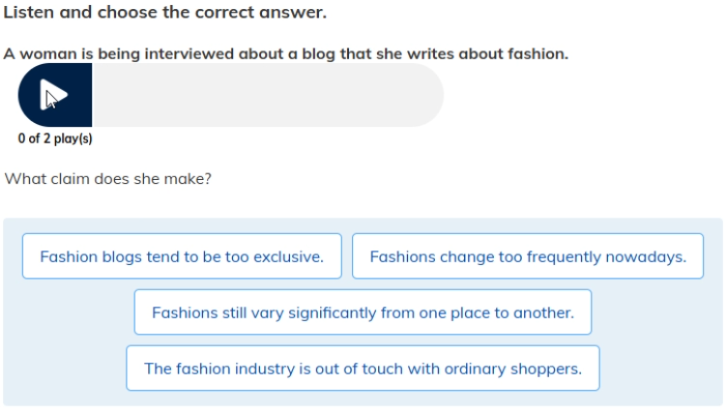 Listen and choose the correct answer.
A woman is being interviewed about a blog that she writes about fashion.
0 of 2 play(s)
What claim does she make?
Fashion blogs tend to be too exclusive.
Fashions change too frequently nowadays.
Fashions still vary significantly from one place to another.
The fashion industry is out of touch with ordinary shoppers.